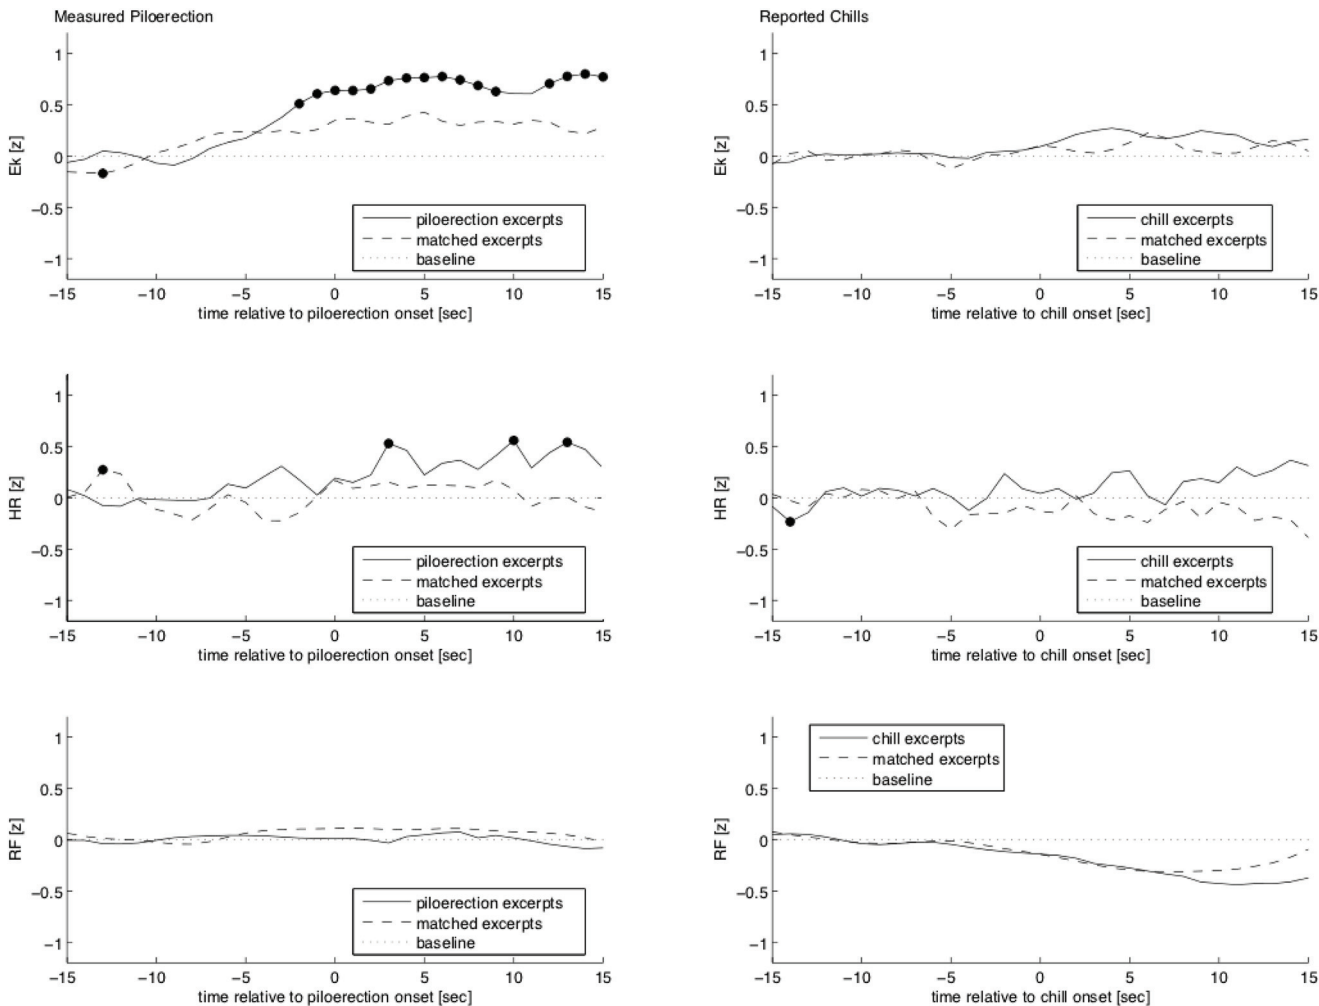 Measured Piloerection
1
0.5
0
−0.5
−1
Ek [z]
piloerection excerpts
matched excerpts
baseline
−15 −10 −5 0 5 10 15
time relative to piloerection onset [sec]
Reported Chills
1
0.5
0
−0.5
−1
Ek [z]
chill excerpts
matched excerpts
baseline
−15 −10 −5 0 5 10 15
time relative to chill onset [sec]
1
0.5
0
−0.5
−1
HR [z]
piloerection excerpts
matched excerpts
baseline
−15 −10 −5 0 5 10 15
time relative to piloerection onset [sec]
1
0.5
0
−0.5
−1
HR [z]
chill excerpts
matched excerpts
baseline
−15 −10 −5 0 5 10 15
time relative to chill onset [sec]
1
0.5
0
−0.5
−1
RF [z]
piloerection excerpts
matched excerpts
baseline
−15 −10 −5 0 5 10 15
time relative to piloerection onset [sec]
1
0.5
0
−0.5
−1
RF [z]
chill excerpts
matched excerpts
baseline
−15 −10 −5 0 5 10 15
time relative to chill onset [sec]